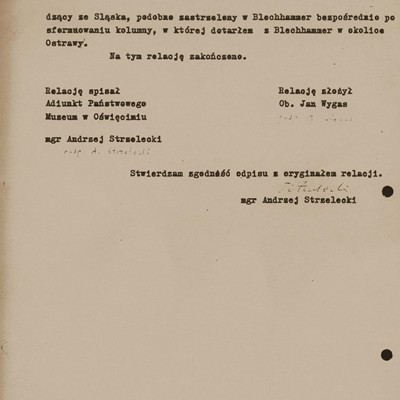 dzący ze Sląska, podobno zastrzelony w Blechhammer bezpośrednio po
sformowaniu kolumny, w której dotarłem z Blechhammer w okolice
Ostrawy.
Na tym relację zakończono.
Relację spisał
Adiunkt Państwowego
Museum w Oświęcimiu
mgr Andrzej Strzelecki
Relację złożył
Ob. Jan Wygas
Stwierdzam zgodność odpisu z oryginałem relacji.
mgr Andrzej Strzelecki